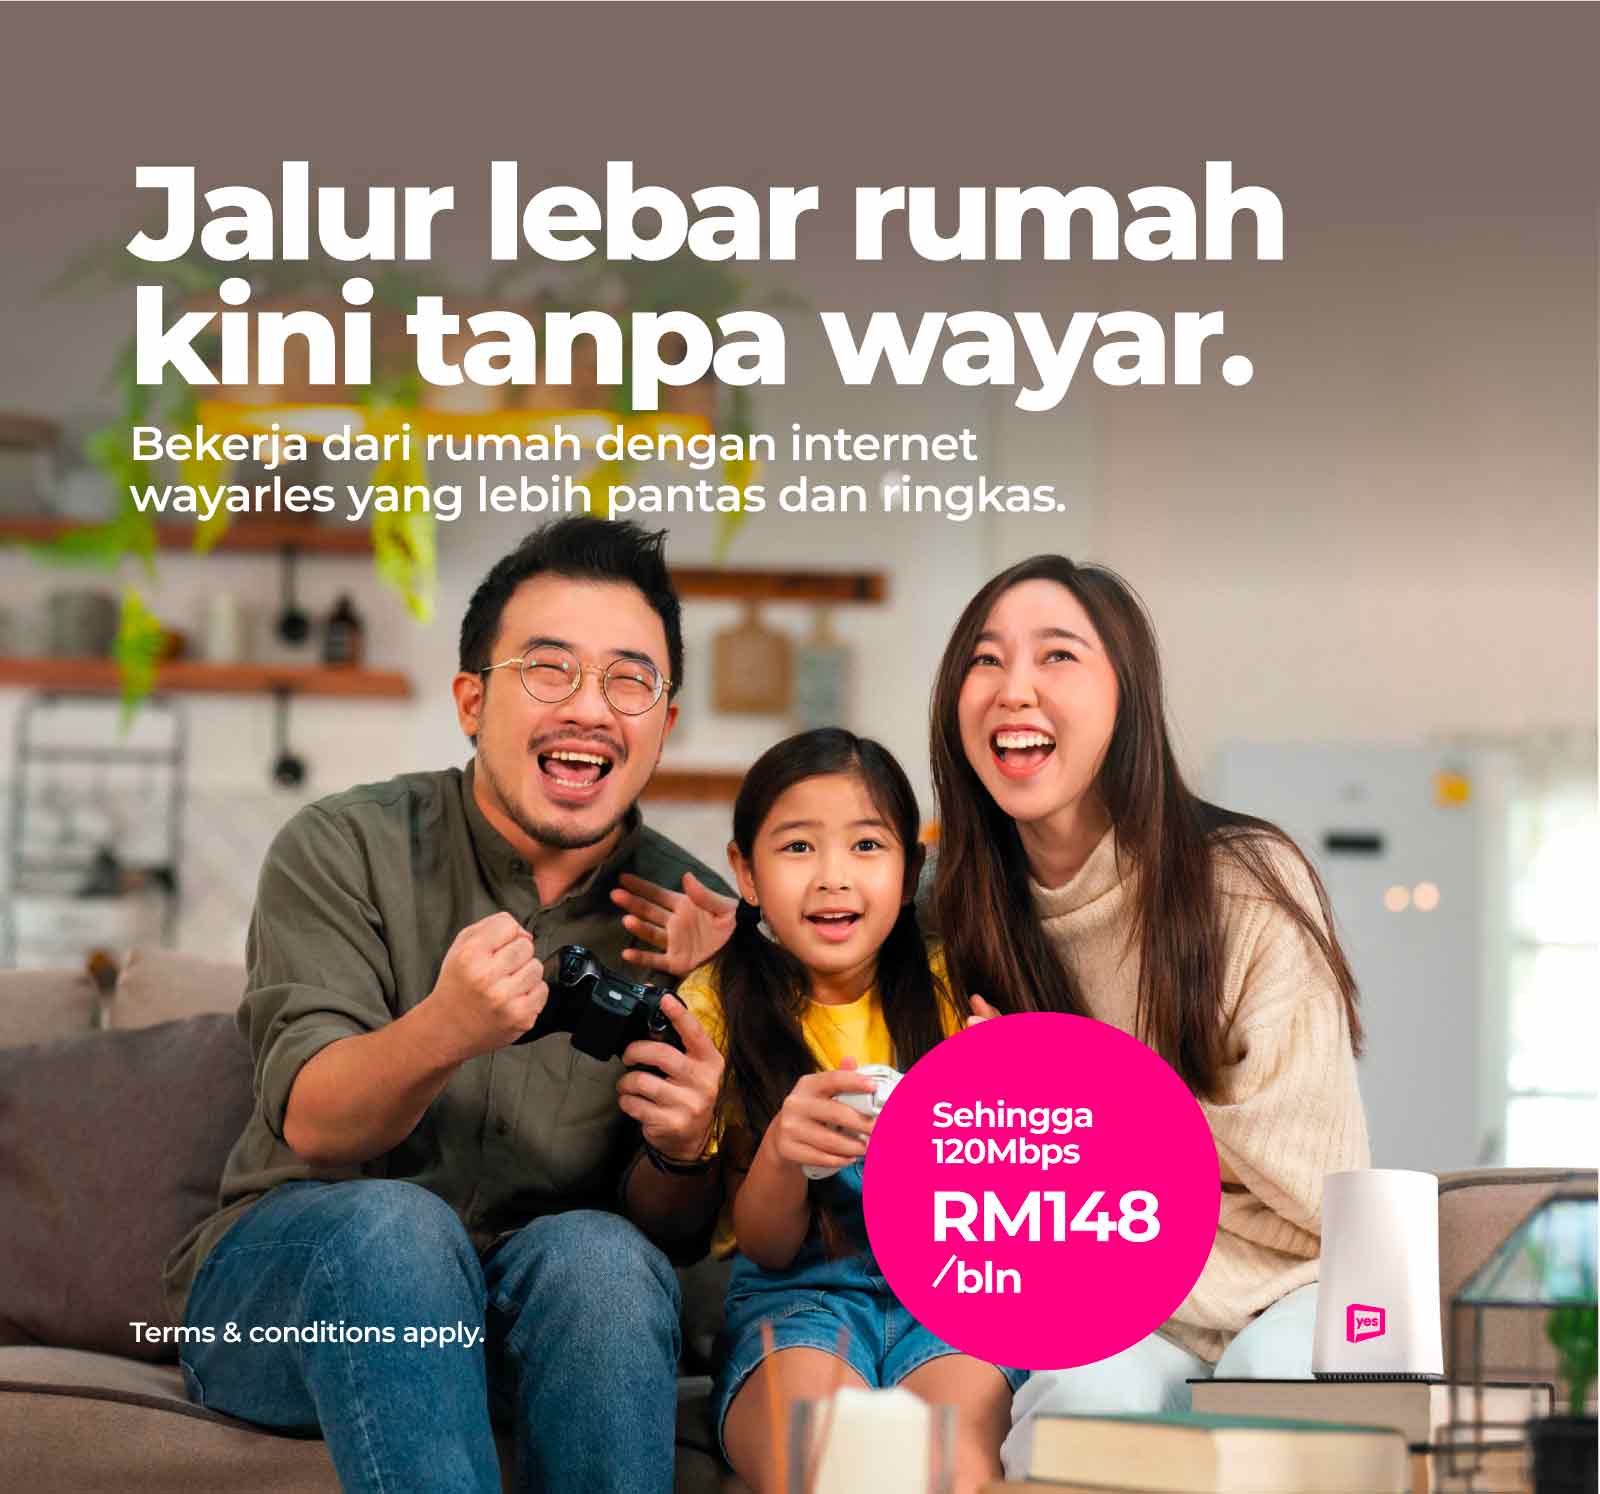 Jalur lebar rumah
kini tanpa wayar.
Bekerja dari rumah dengan internet
wayarles yang lebih pantas dan ringkas.
Sehingga
120Mbps
RM148
/bln
yes
Terms & conditions apply.